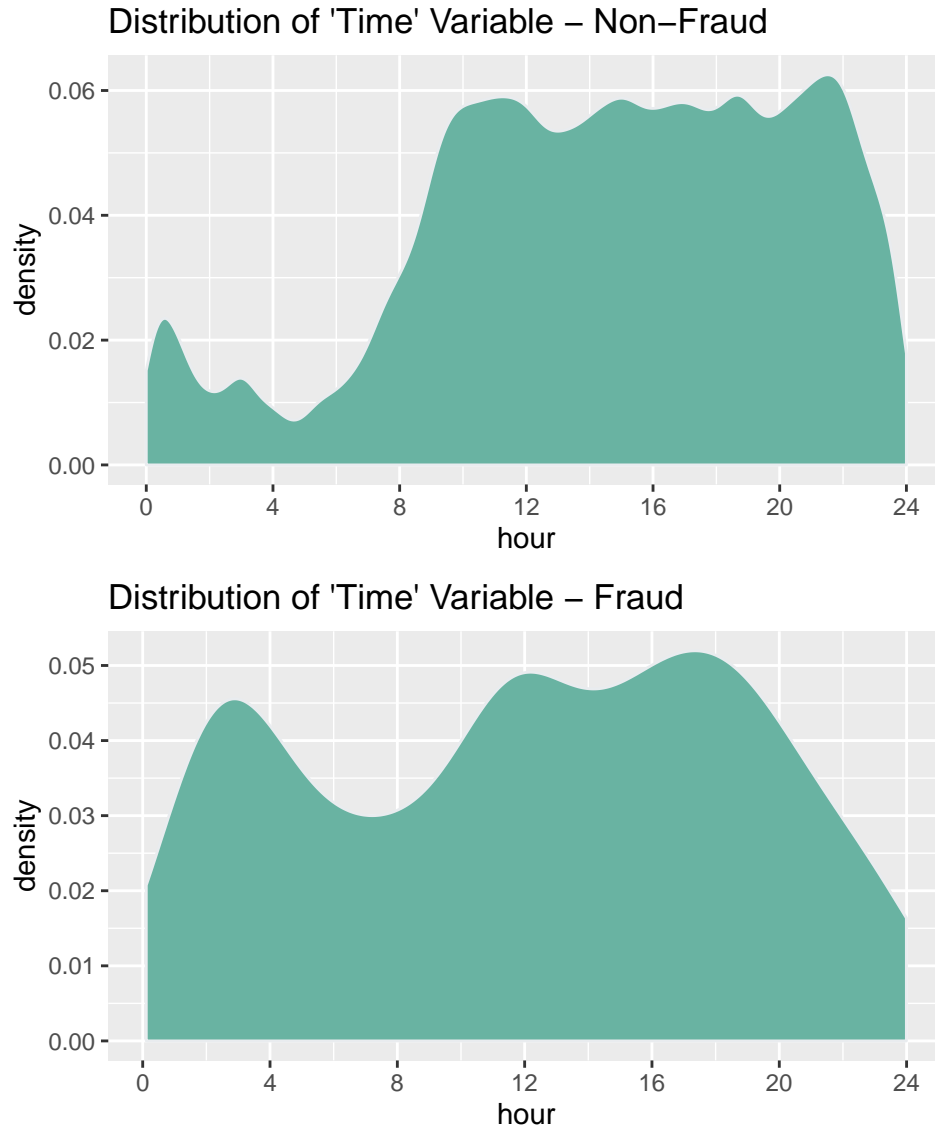 Distribution of 'Time' Variable − Non−Fraud
0.06
0.04
0.02
0.00
density
0 4 8 12 16 20 24
hour
Distribution of 'Time' Variable − Fraud
0.05
0.04
0.03
0.02
0.01
0.00
density
0 4 8 12 16 20 24
hour